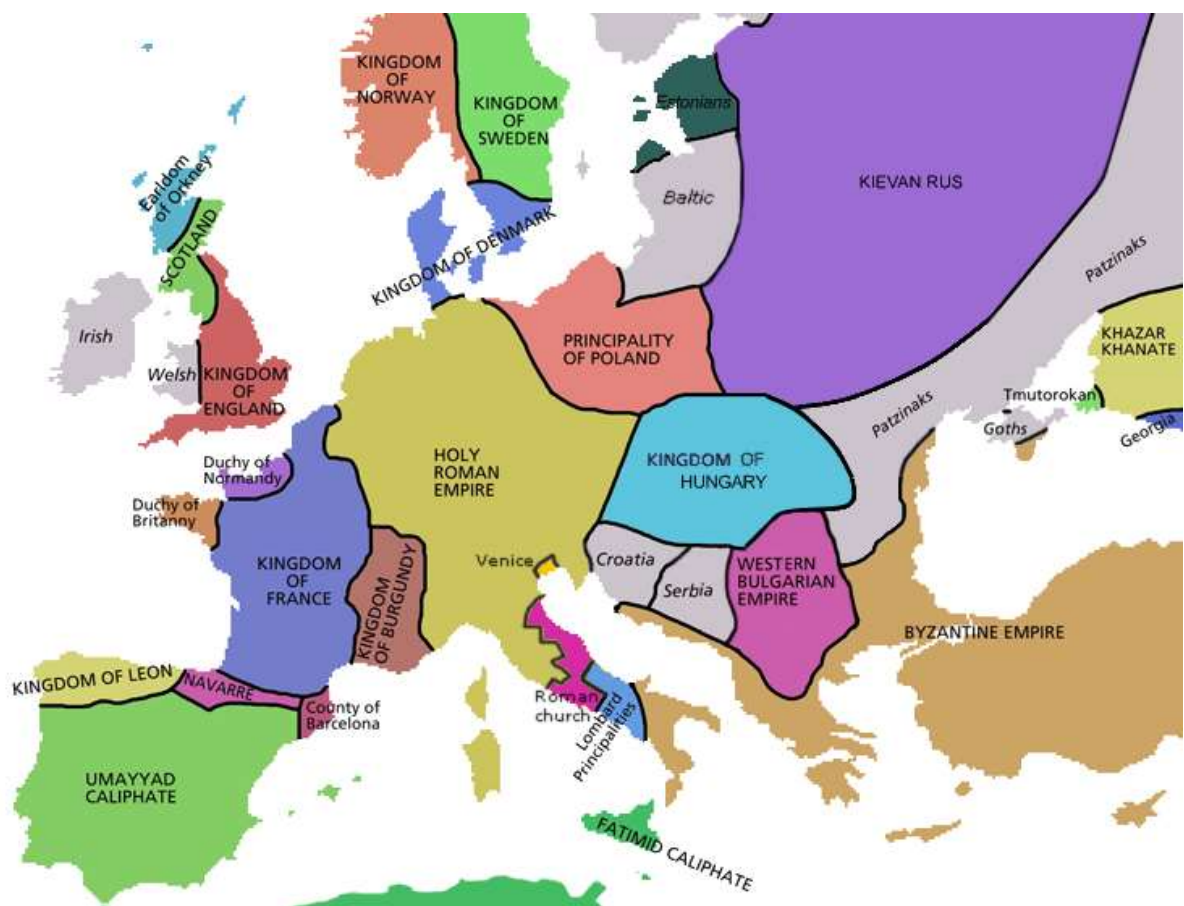 KINGDOM
OF
NORWAY
KINGDOM
OF
SWEDEN
Estonians
KIEVAN RUS
Baltic
Earldom
of Orkney
SCOTLAND
KINGDOM OF DENMARK
Patzinaks
Irish
Welsh
KINGDOM
OF
ENGLAND
PRINCIPALITY
OF POLAND
KHAZAR
KHANATE
Tmutorokan
Patzinaks
Goths
Georgia
Duchy of
Normandy
HOLY
ROMAN
EMPIRE
KINGDOM OF
HUNGARY
Duchy of
Britanny
KINGDOM
OF
FRANCE
KINGDOM
OF BURGUNDY
Venice
Croatia
Serbia
WESTERN
BULGARIAN
EMPIRE
BYZANTINE EMPIRE
KINGDOM OF LEON
NAVARRE
County of
Barcelona
Roman
church
Lombard
Principalities
UMAYYAD
CALIPHATE
FATIMID CALIPHATE